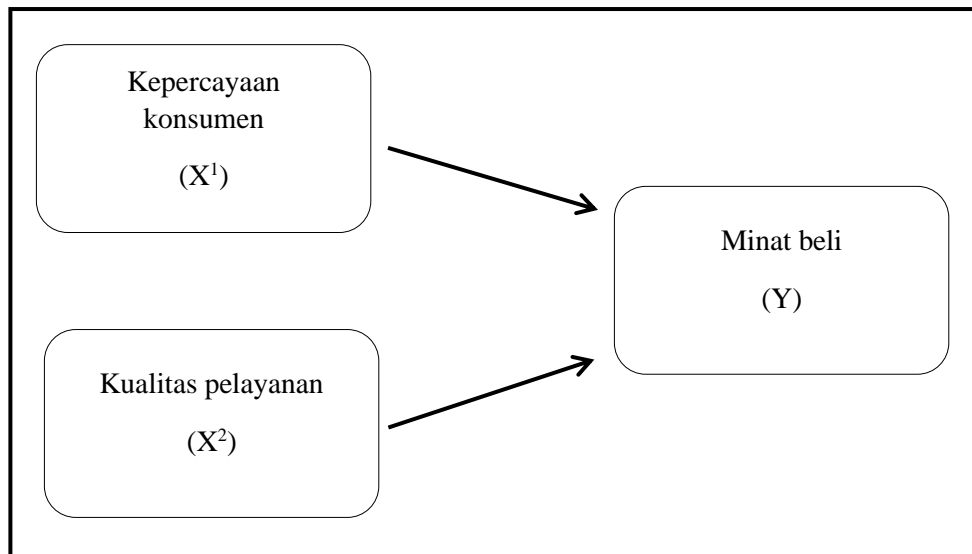 Kepercayaan
konsumen
(X¹)
Minat beli
(Y)
Kualitas pelayanan
(X²)